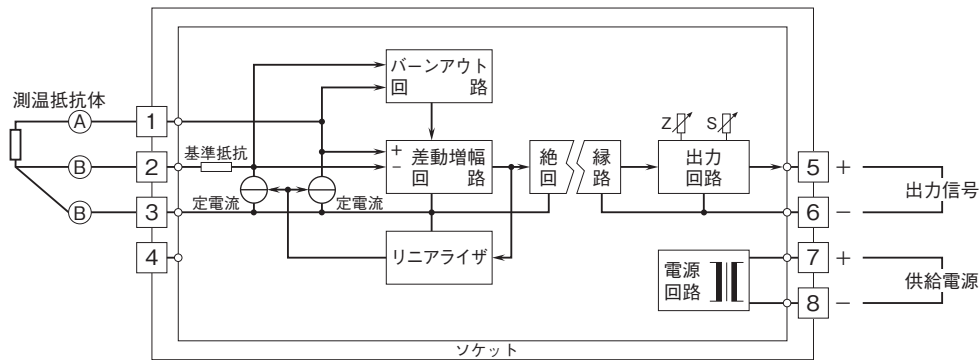 測温抵抗体
A
B
B
1
2
3
4
基準抵抗
定電流
定電流
バーンアウト
回路
+
-
差動増幅
回路
リニアライザ
絶縁
回路
Z
S
出力
回路
電源
回路
5
6
7
8
+
−
出力信号
+
−
供給電源
ソケット